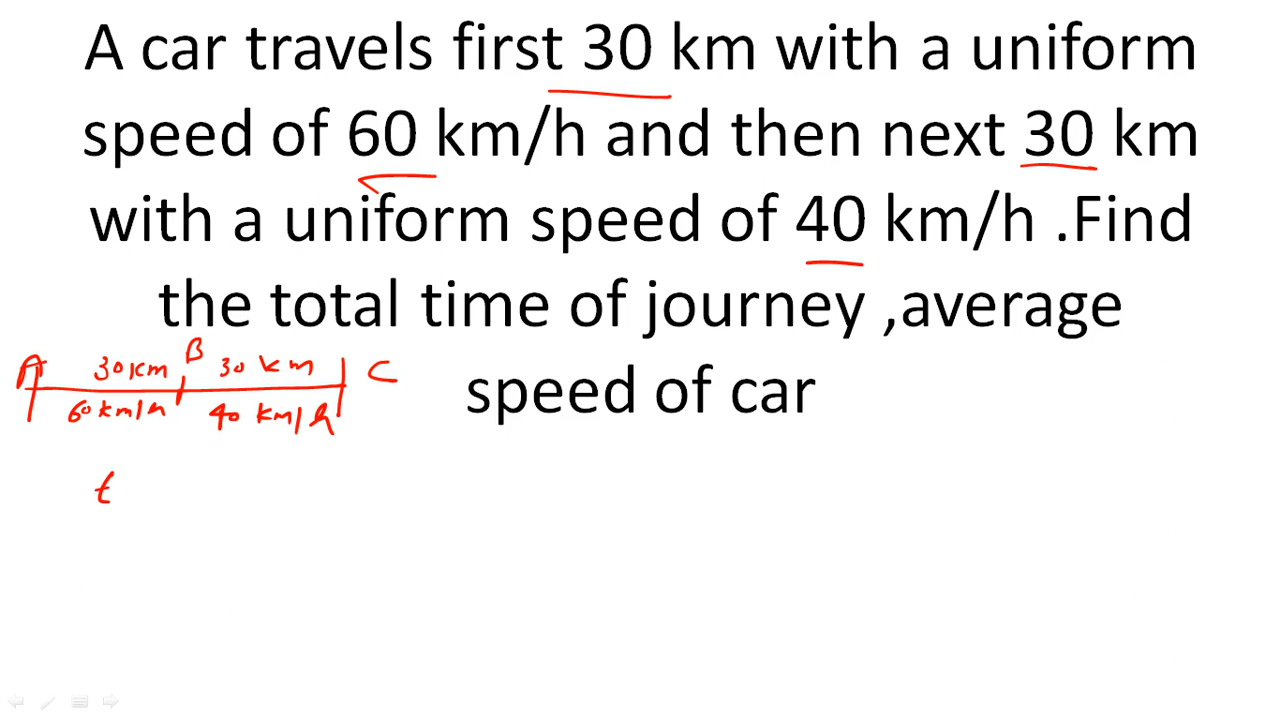 A car travels first 30 km with a uniform
speed of 60 km/h and then next 30 km
with a uniform speed of 40 km/h .Find
the total time of journey ,average
speed of car
A 30 km B 30 km C
60 km/h 40 km/h
t